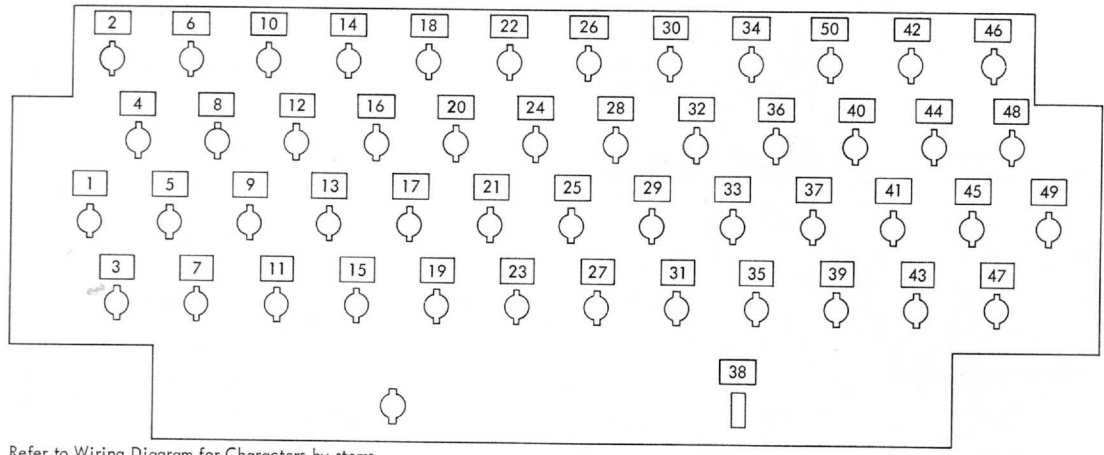 2 6 10 14 18 22 26 30 34 50 42 46
4 8 12 16 20 24 28 32 36 40 44 48
1 5 9 13 17 21 25 29 33 37 41 45 49
3 7 11 15 19 23 27 31 35 39 43 47
38
Refer to Wiring Diagram for Characters by stems